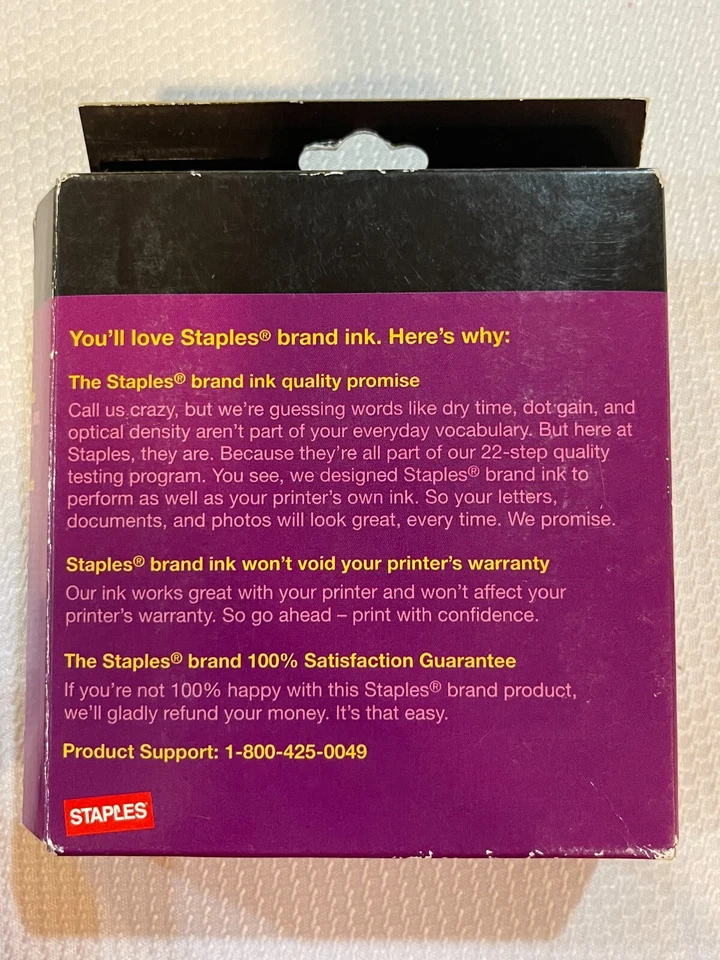 You'll love Staples® brand ink. Here's why:
The Staples® brand ink quality promise
Call us crazy, but we're guessing words like dry time, dot gain, and
optical density aren't part of your everyday vocabulary. But here at
Staples, they are. Because they're all part of our 22-step quality
testing program. You see, we designed Staples® brand ink to
perform as well as your printer's own ink. So your letters,
documents, and photos will look great, every time. We promise.
Staples® brand ink won't void your printer's warranty
Our ink works great with your printer and won't affect your
printer's warranty. So go ahead – print with confidence.
The Staples® brand 100% Satisfaction Guarantee
If you're not 100% happy with this Staples® brand product,
we'll gladly refund your money. It's that easy.
Product Support: 1-800-425-0049
STAPLES